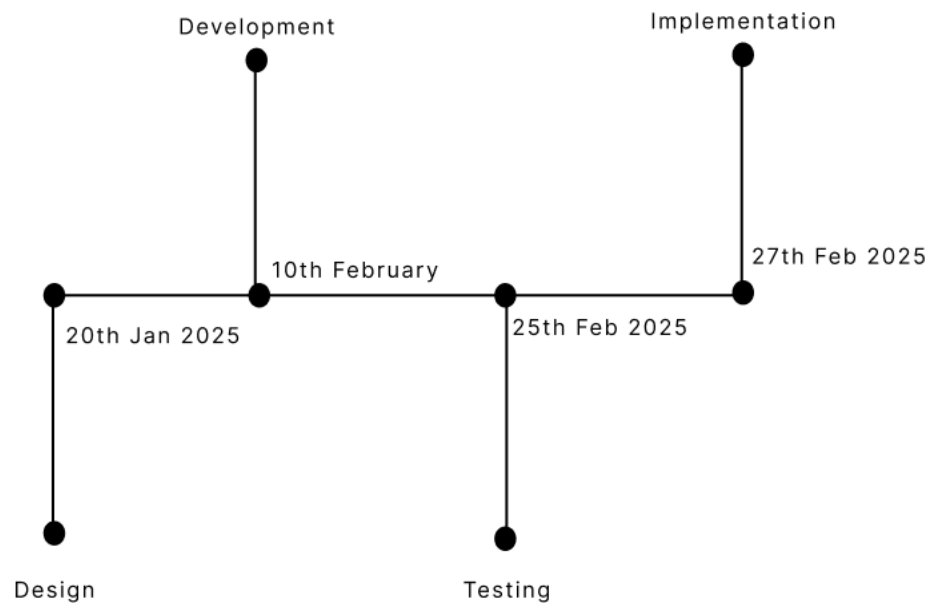 Development
Implementation
27th Feb 2025
10th February
20th Jan 2025
25th Feb 2025
Design
Testing